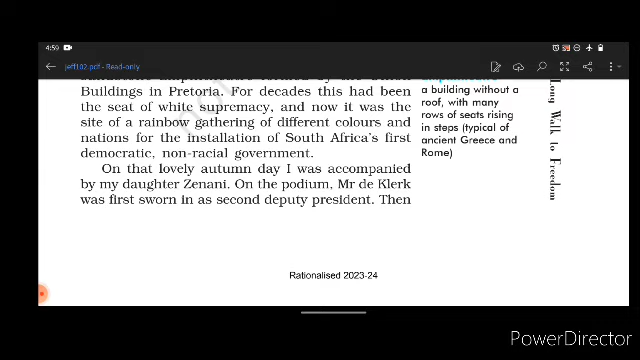 4:59
jeff102.pdf - Read-only
Buildings in Pretoria. For decades this had been
the seat of white supremacy, and now it was the
site of a rainbow gathering of different colours and
nations for the installation of South Africa's first
democratic, non-racial government.
On that lovely autumn day I was accompanied
by my daughter Zenani. On the podium, Mr de Klerk
was first sworn in as second deputy president. Then
a building without a
roof, with many
rows of seats rising
in steps (typical of
ancient Greece and
Rome)
Long Walk to Freedom
Rationalised 2023-24
PowerDirector